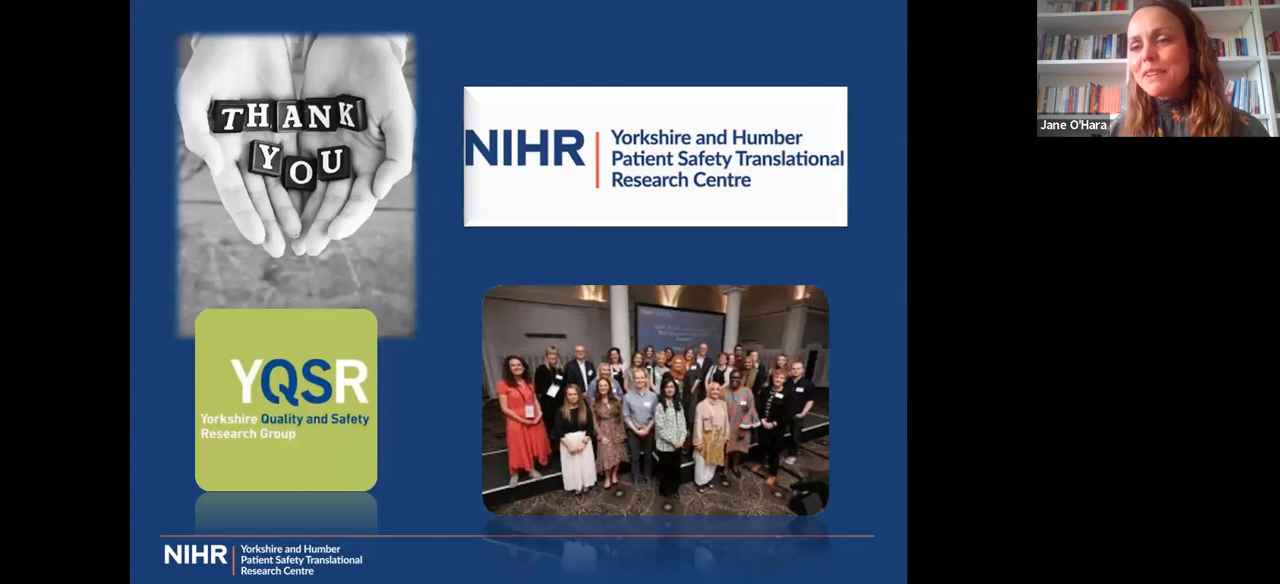 THANK
YOU
NIHR
Yorkshire and Humber
Patient Safety Translational
Research Centre
Jane O'Hara
YQSR
Yorkshire Quality and Safety
Research Group
NIHR
Yorkshire and Humber
Patient Safety Translational
Research Centre